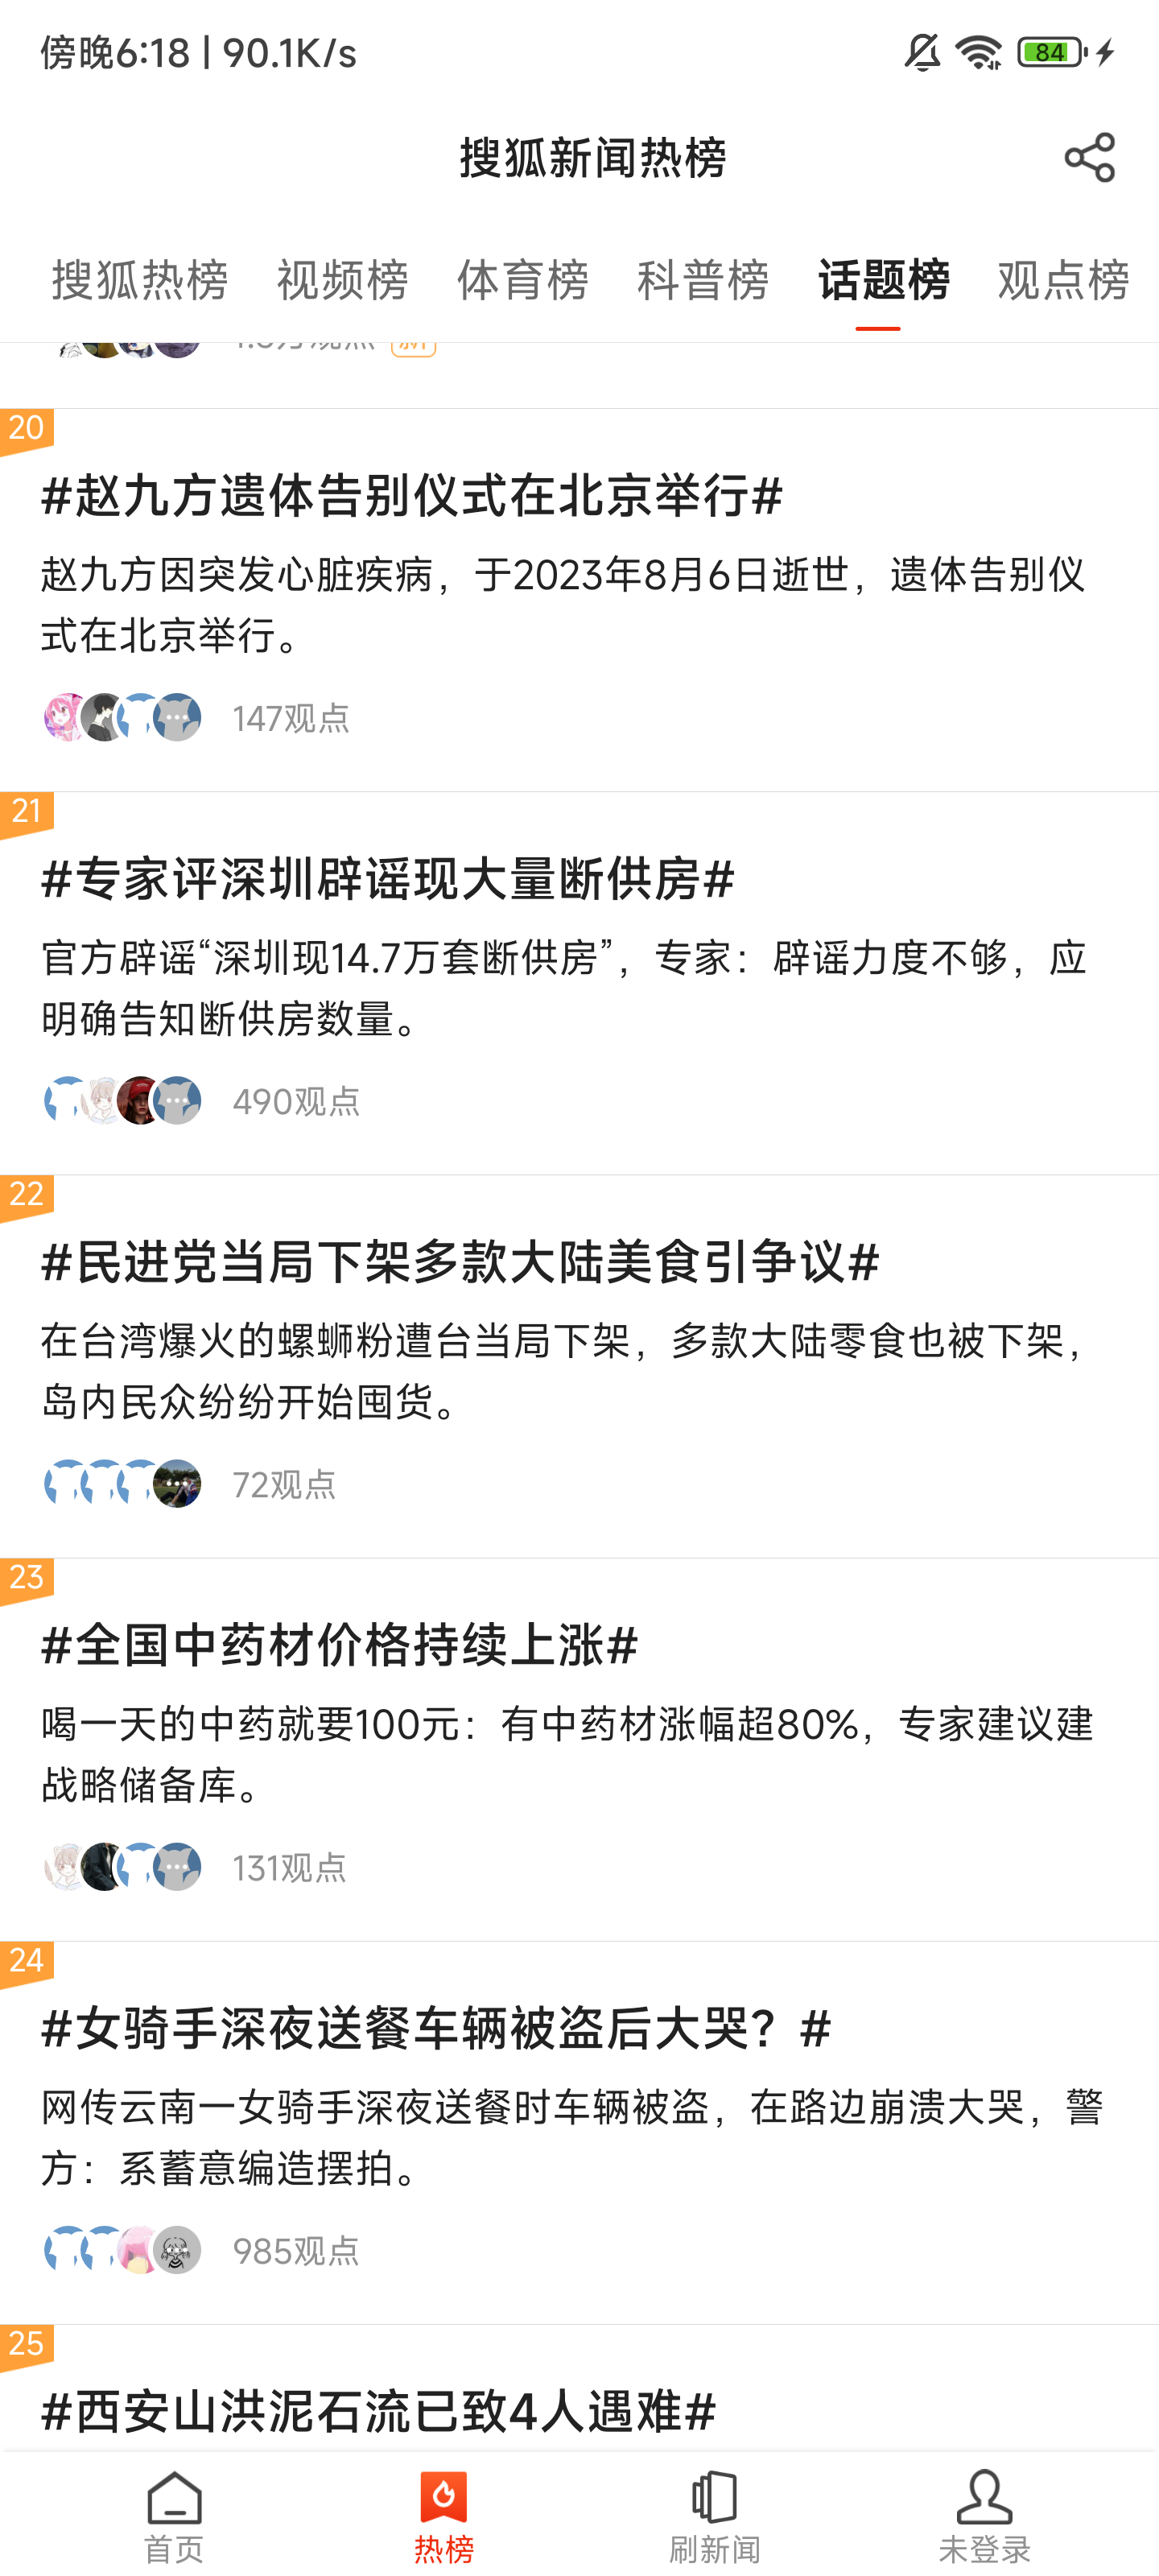 傍晚6:18 | 90.1K/s
84
搜狐新闻热榜
搜狐热榜 视频榜 体育榜 科普榜 话题榜 观点榜
20
#赵九方遗体告别仪式在北京举行#
赵九方因突发心脏疾病，于2023年8月6日逝世，遗体告别仪
式在北京举行。
147观点
21
#专家评深圳辟谣现大量断供房#
官方辟谣“深圳现14.7万套断供房”，专家：辟谣力度不够，应
明确告知断供房数量。
490观点
22
#民进党当局下架多款大陆美食引争议#
在台湾爆火的螺蛳粉遭台当局下架，多款大陆零食也被下架，
岛内民众纷纷开始囤货。
72观点
23
#全国中药材价格持续上涨#
喝一天的中药就要100元：有中药材涨幅超80%，专家建议建
战略储备库。
131观点
24
#女骑手深夜送餐车辆被盗后大哭？#
网传云南一女骑手深夜送餐时车辆被盗，在路边崩溃大哭，警
方：系蓄意编造摆拍。
985观点
25
#西安山洪泥石流已致4人遇难#
首页 热榜 刷新闻 未登录